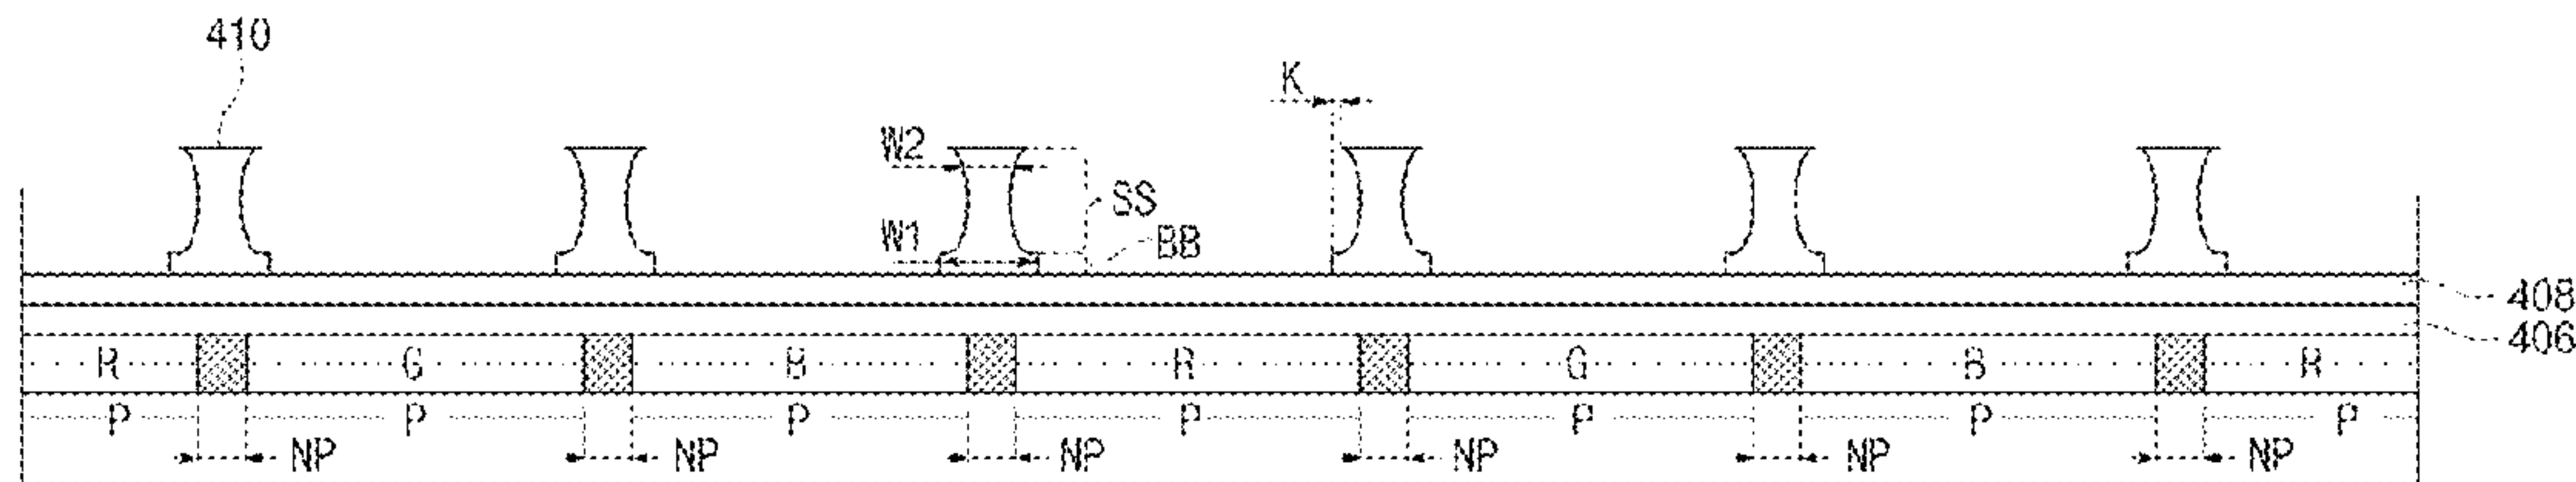 410
K
W2
SS
W1
BB
408
406
R G B R G B R
P P P P P P P
NP NP NP NP NP NP